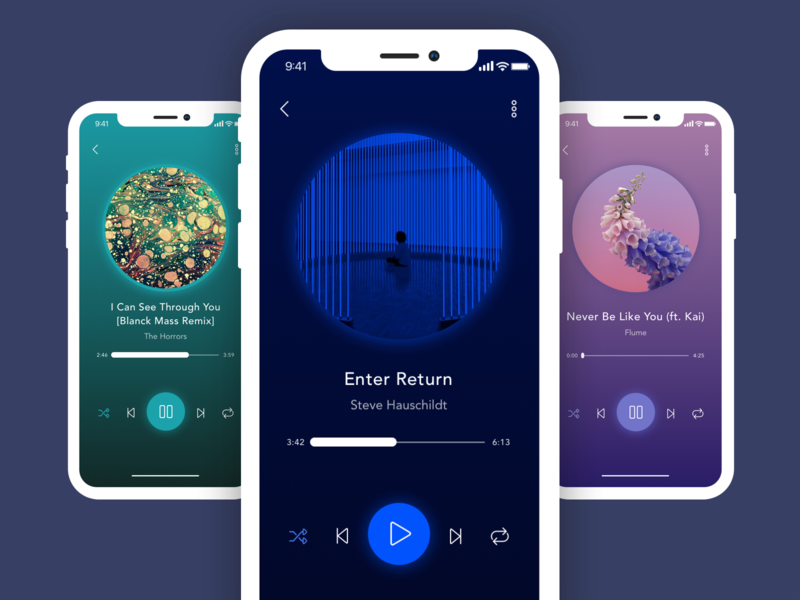 9:41
I Can See Through You
[Blanck Mass Remix]
The Horrors
2:46
3:59
9:41
Enter Return
Steve Hauschildt
3:42
6:13
9:41
Never Be Like You (ft. Kai)
Flume
0:00
4:25